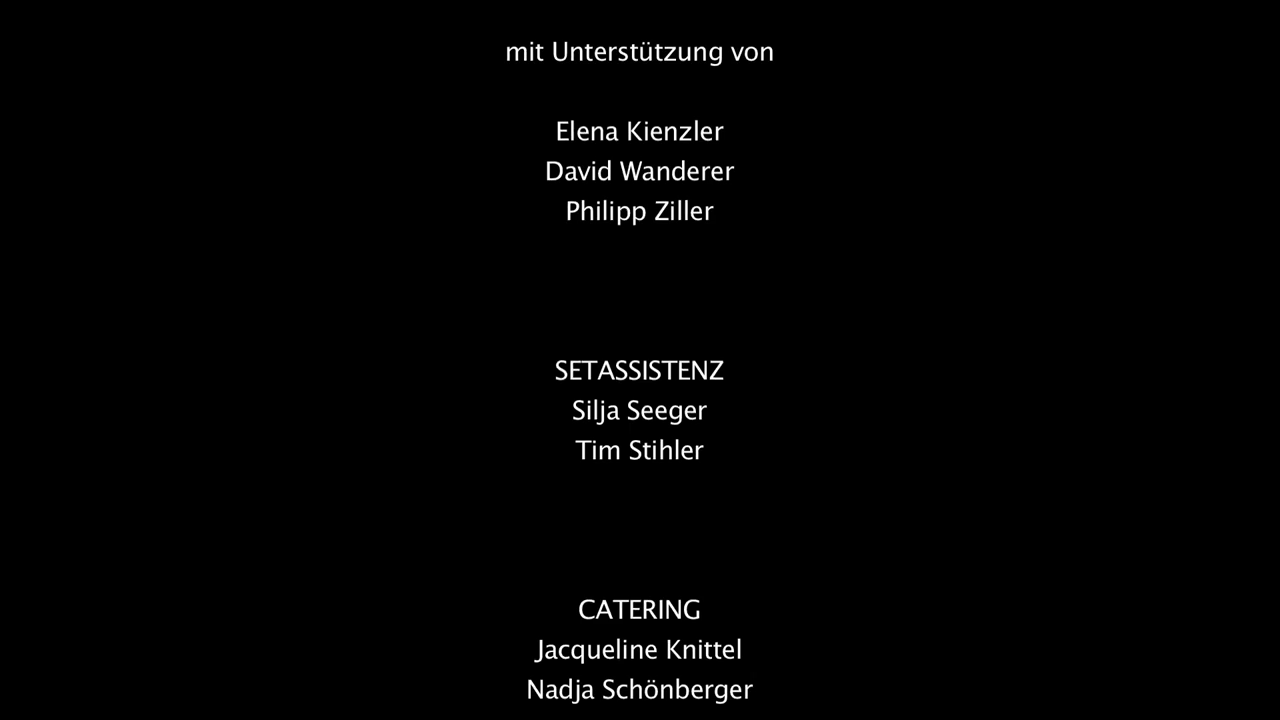 mit Unterstützung von
Elena Kienzler
David Wanderer
Philipp Ziller
SETASSISTENZ
Silja Seeger
Tim Stihler
CATERING
Jacqueline Knittel
Nadja Schönberger